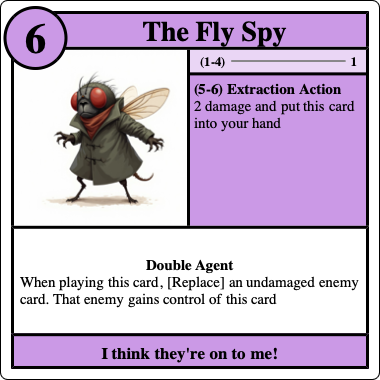 6
The Fly Spy
(1-4) 1
(5-6) Extraction Action
2 damage and put this card
into your hand
Double Agent
When playing this card, [Replace] an undamaged enemy
card. That enemy gains control of this card
I think they're on to me!